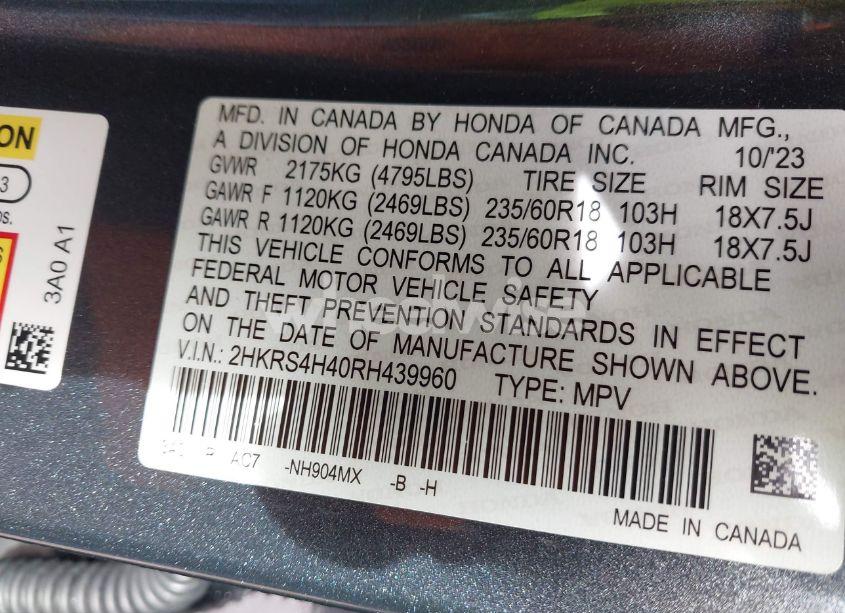 ION
3
os.
3A0 A1
MFD. IN CANADA BY HONDA OF CANADA MFG.,
A DIVISION OF HONDA CANADA INC. 10/'23
GVWR 2175KG (4795LBS) TIRE SIZE RIM SIZE
GAWR F 1120KG (2469LBS) 235/60R18 103H 18X7.5J
GAWR R 1120KG (2469LBS) 235/60R18 103H 18X7.5J
THIS VEHICLE CONFORMS TO ALL APPLICABLE
FEDERAL MOTOR VEHICLE SAFETY
AND THEFT PREVENTION STANDARDS IN EFFECT
ON THE DATE OF MANUFACTURE SHOWN ABOVE.
V.I.N.: 2HKRS4H40RH439960 TYPE: MPV
AC7 -NH904MX -B -H
MADE IN CANADA